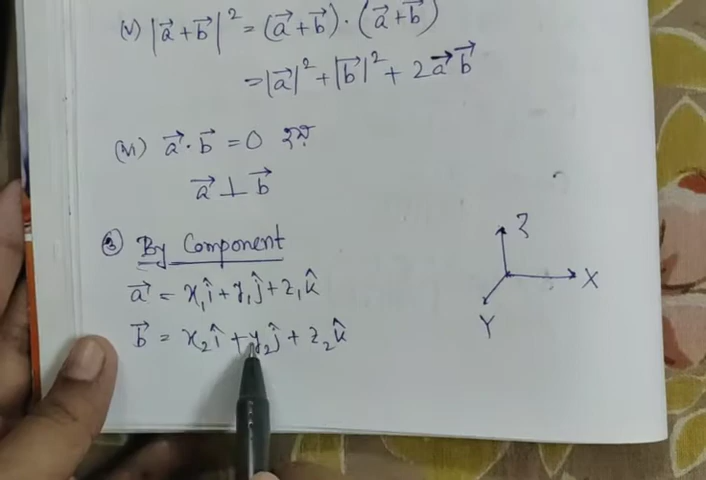 (V) |a⃗+b⃗|² = (a⃗+b⃗)·(a⃗+b⃗)
= |a⃗|² + |b⃗|² + 2a⃗b⃗
(VI) a⃗·b⃗ = 0 হয়
a⃗ ⊥ b⃗
③ By Component
a⃗ = x₁î + y₁ĵ + z₁k̂
b⃗ = x₂î + y₂ĵ + z₂k̂
Z
X
Y